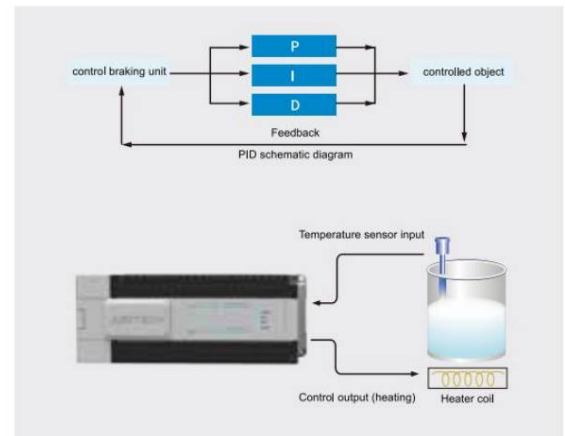 P
control braking unit
I
controlled object
D
Feedback
PID schematic diagram
Temperature sensor input
Control output (heating)
Heater coil